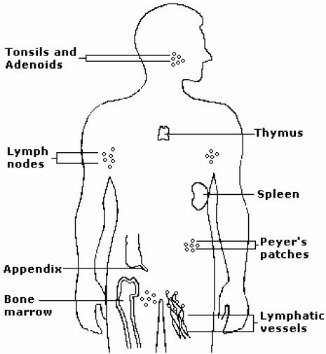 Tonsils and
Adenoids
Thymus
Lymph
nodes
Spleen
Peyer's
patches
Appendix
Bone
marrow
Lymphatic
vessels